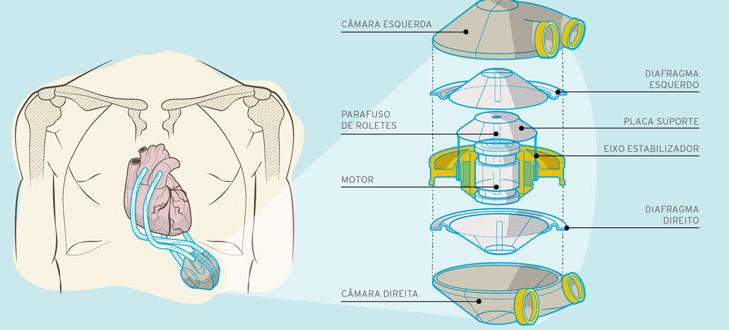 CÂMARA ESQUERDA
DIAFRAGMA
ESQUERDO
PARAFUSO
DE ROLETES
PLACA SUPORTE
EIXO ESTABILIZADOR
MOTOR
DIAFRAGMA
DIREITO
CÂMARA DIREITA